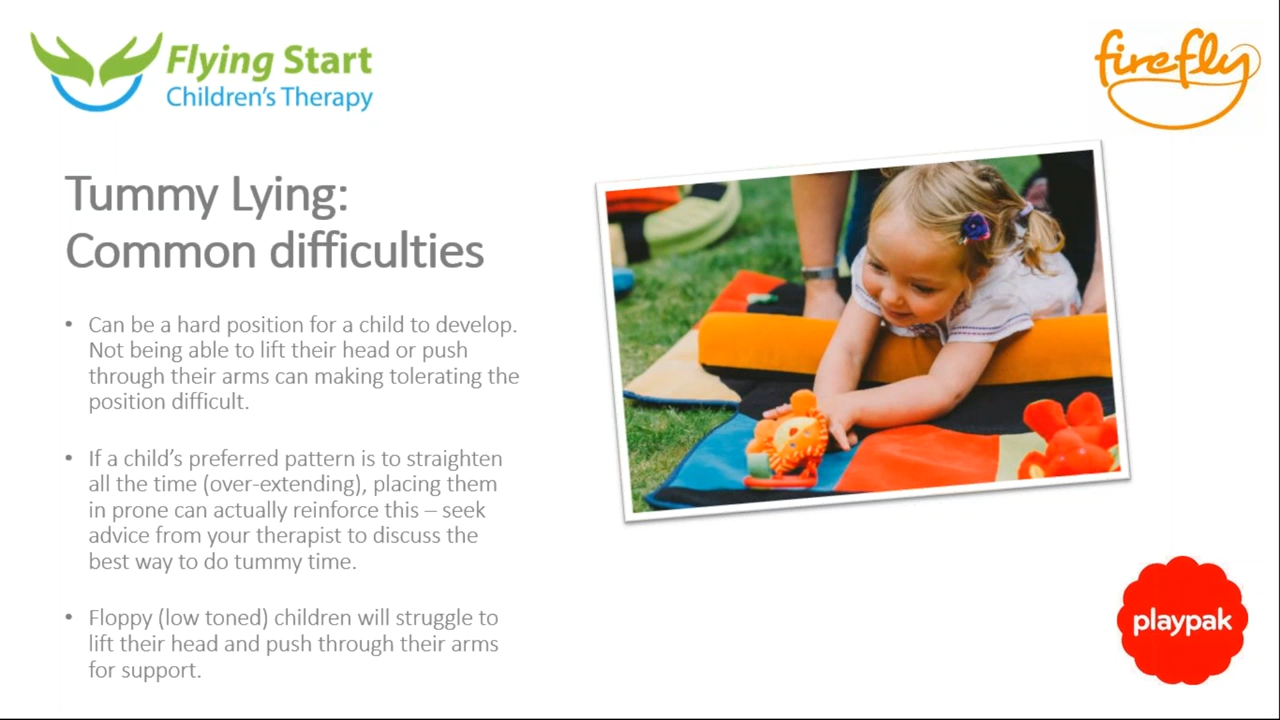 Flying Start
Children's Therapy
firefly
Tummy Lying:
Common difficulties
• Can be a hard position for a child to develop.
Not being able to lift their head or push
through their arms can making tolerating the
position difficult.
• If a child's preferred pattern is to straighten
all the time (over-extending), placing them
in prone can actually reinforce this – seek
advice from your therapist to discuss the
best way to do tummy time.
• Floppy (low toned) children will struggle to
lift their head and push through their arms
for support.
playpak